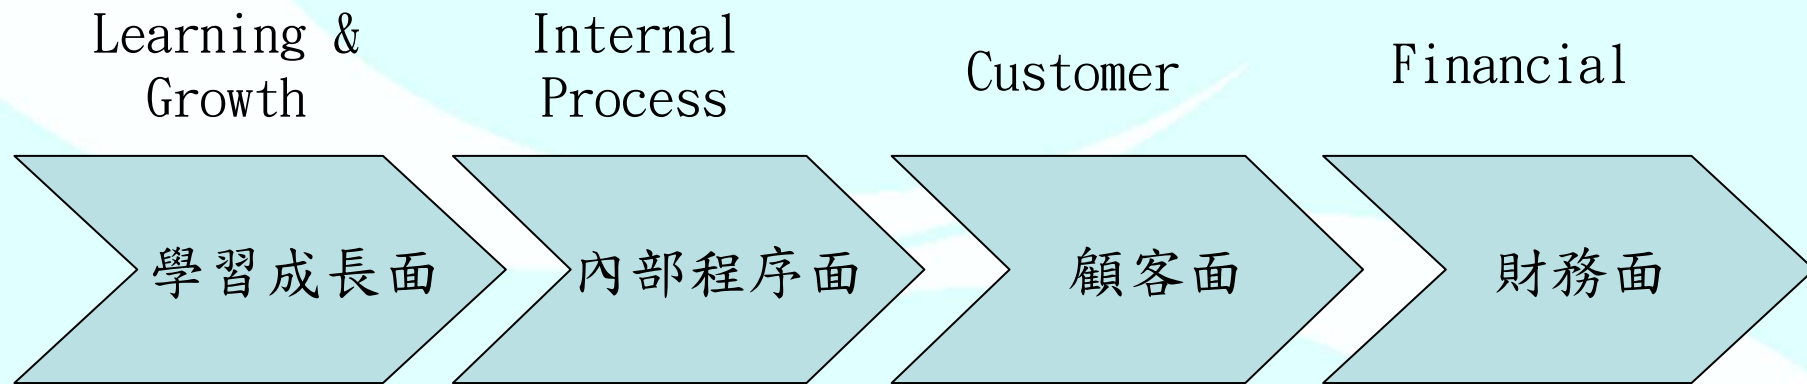 Learning &
Growth
Internal
Process
Customer
Financial
學習成長面
內部程序面
顧客面
財務面